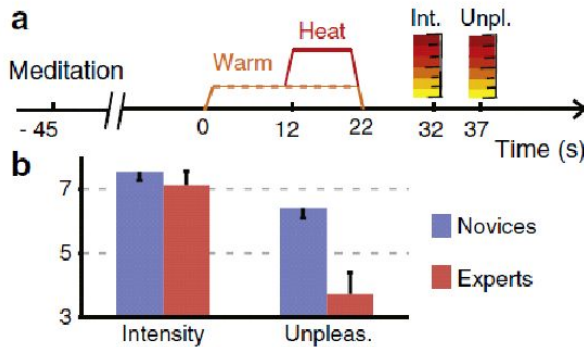 a
Int. Unpl.
Heat
Warm
Meditation
- 45 0 12 22 32 37
Time (s)
b
7
5
3
Novices
Experts
Intensity Unpleas.